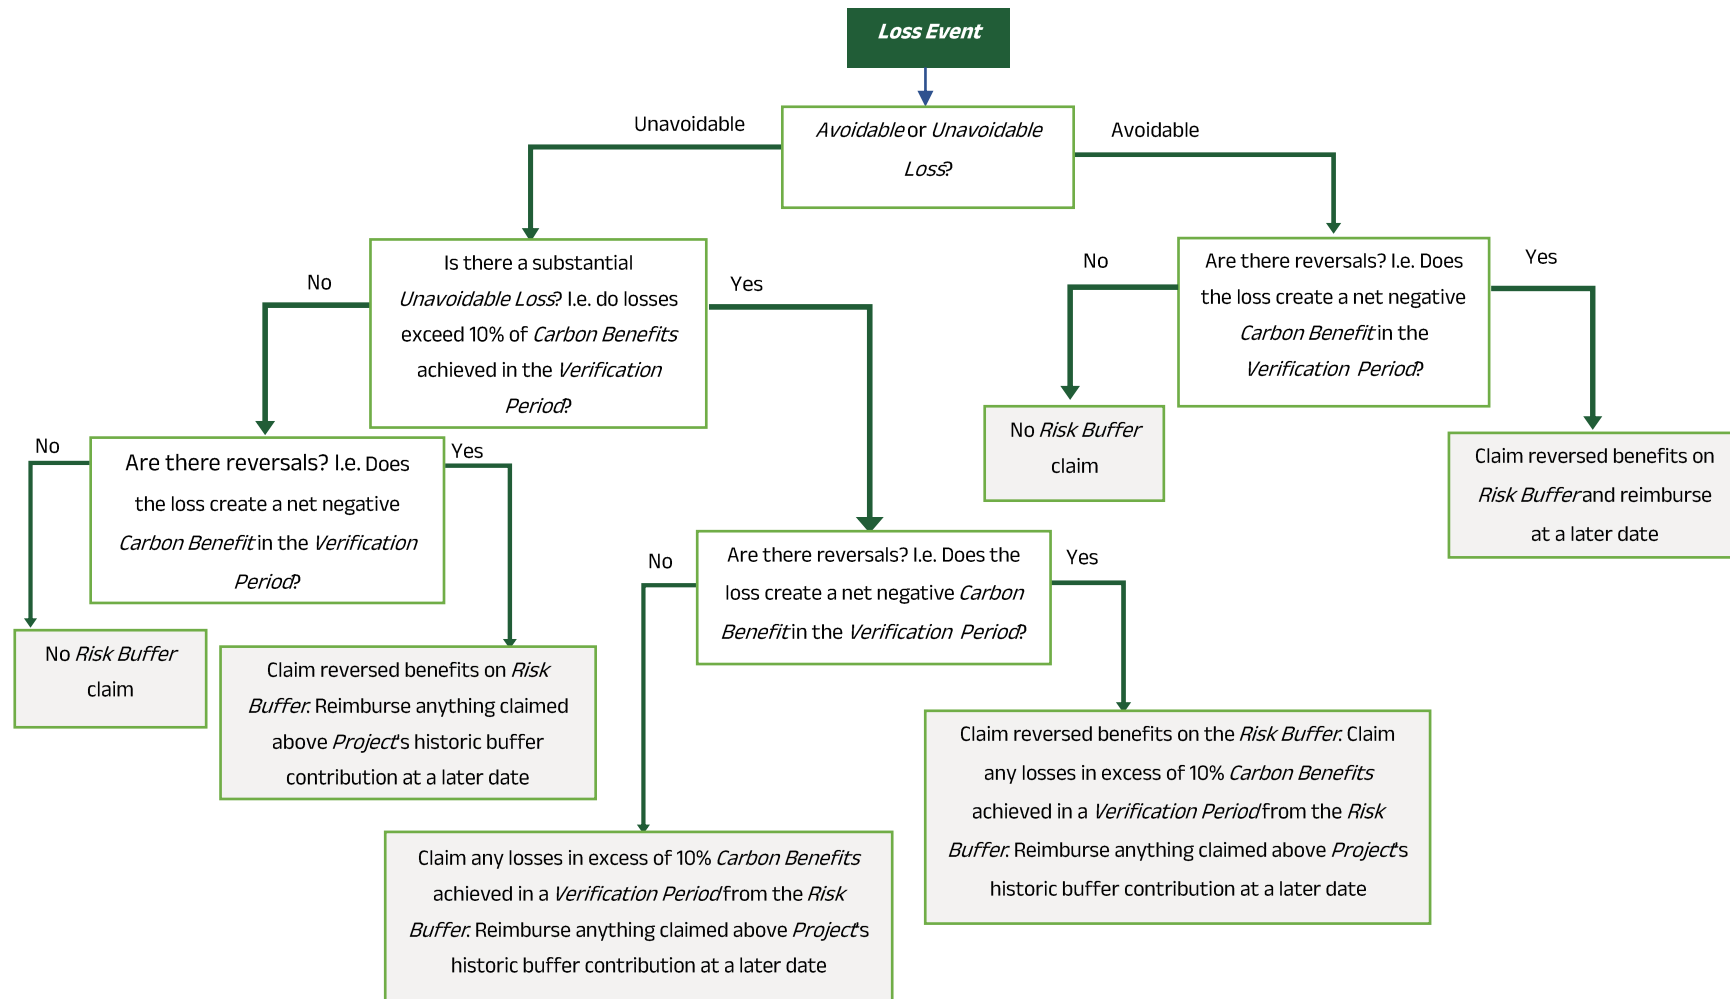 Loss Event
Unavoidable
Avoidable or Unavoidable
Loss?
Avoidable
Is there a substantial
Unavoidable Loss? I.e. do losses
exceed 10% of Carbon Benefits
achieved in the Verification
Period?
No
Yes
Are there reversals? I.e. Does
the loss create a net negative
Carbon Benefit in the
Verification Period?
No
Yes
No Risk Buffer
claim
Claim reversed benefits on
Risk Buffer and reimburse
at a later date
No
Are there reversals? I.e. Does
the loss create a net negative
Carbon Benefit in the Verification
Period?
Yes
No
Are there reversals? I.e. Does the
loss create a net negative Carbon
Benefit in the Verification Period?
Yes
No Risk Buffer
claim
Claim reversed benefits on Risk
Buffer. Reimburse anything claimed
above Project's historic buffer
contribution at a later date
Claim reversed benefits on the Risk Buffer. Claim
any losses in excess of 10% Carbon Benefits
achieved in a Verification Period from the Risk
Buffer. Reimburse anything claimed above Project's
historic buffer contribution at a later date
Claim any losses in excess of 10% Carbon Benefits
achieved in a Verification Period from the Risk
Buffer. Reimburse anything claimed above Project's
historic buffer contribution at a later date